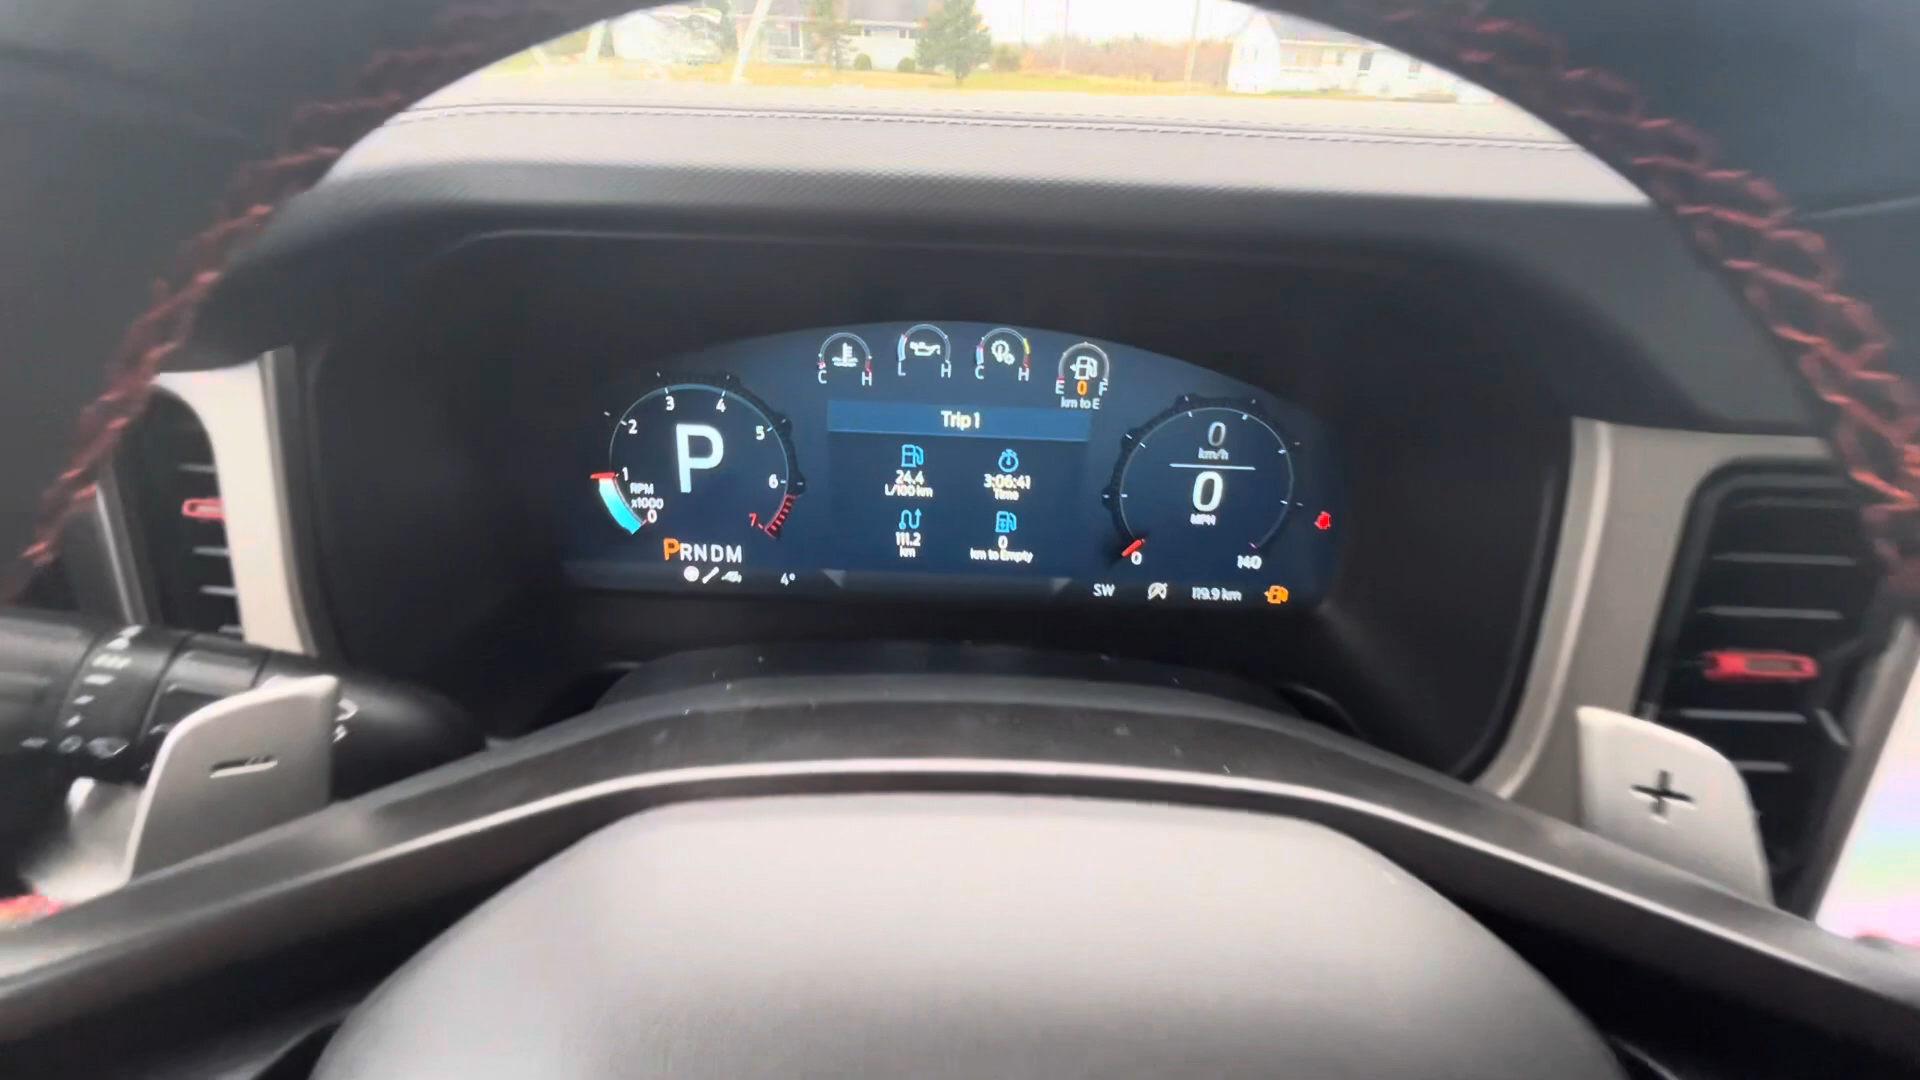 C H
L H
C H
E 0 F
km to E
Trip 1
24.4
L/100 km
3:06:41
Time
111.2
km
0
km to Empty
3 4
2 5
1 6
0 7
P
RPM
x1000
PRNDM
4°
0
km/h
0
MPH
0 140
SW
119.9 km
- +